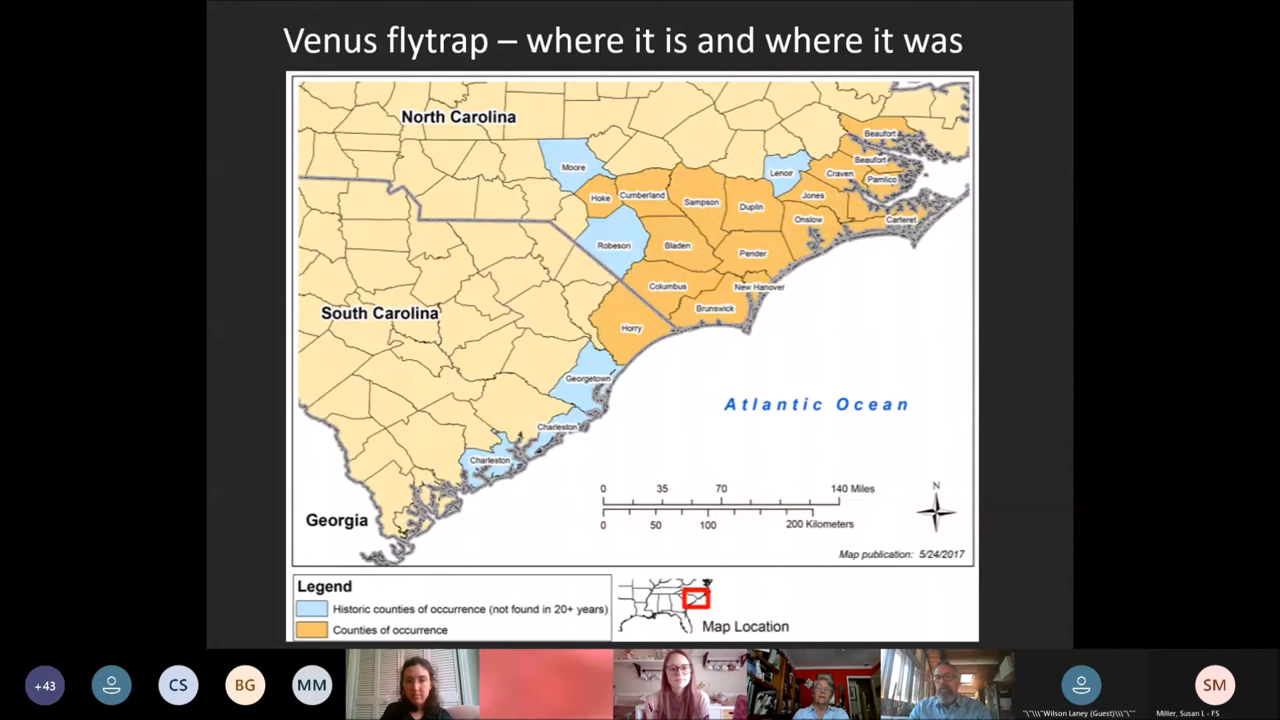 Venus flytrap – where it is and where it was
North Carolina
Beaufort
Moore
Beaufort
Lenoir
Craven
Pamlico
Hoke
Cumberland
Sampson
Jones
Duplin
Onslow
Carteret
Robeson
Bladen
Pender
Columbus
New Hanover
Brunswick
South Carolina
Horry
Georgetown
Atlantic Ocean
Charleston
Charleston
0 35 70 140 Miles
0 50 100 200 Kilometers
N
Georgia
Map publication: 5/24/2017
Legend
Historic counties of occurrence (not found in 20+ years)
Counties of occurrence
Map Location
+43
CS
BG
MM
SM
"\"\\\"Wilson Laney (Guest)\\\"\""
Miller, Susan L - FS